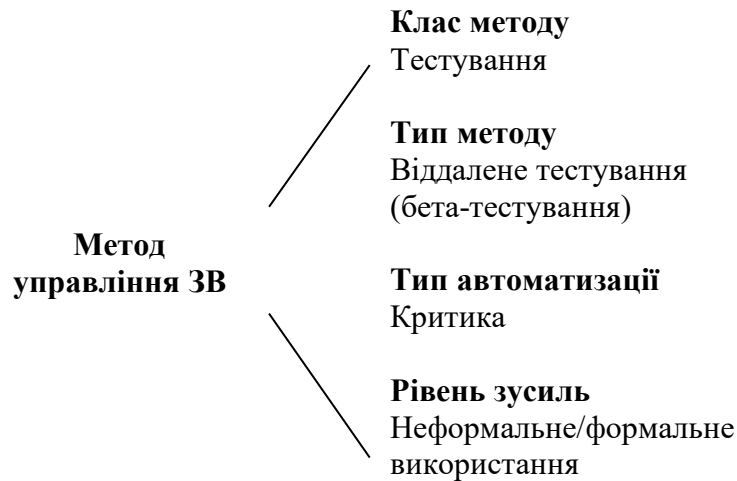 Клас методу
Тестування
Тип методу
Віддалене тестування
(бета-тестування)
Метод
управління ЗВ
Тип автоматизації
Критика
Рівень зусиль
Неформальне/формальне
використання